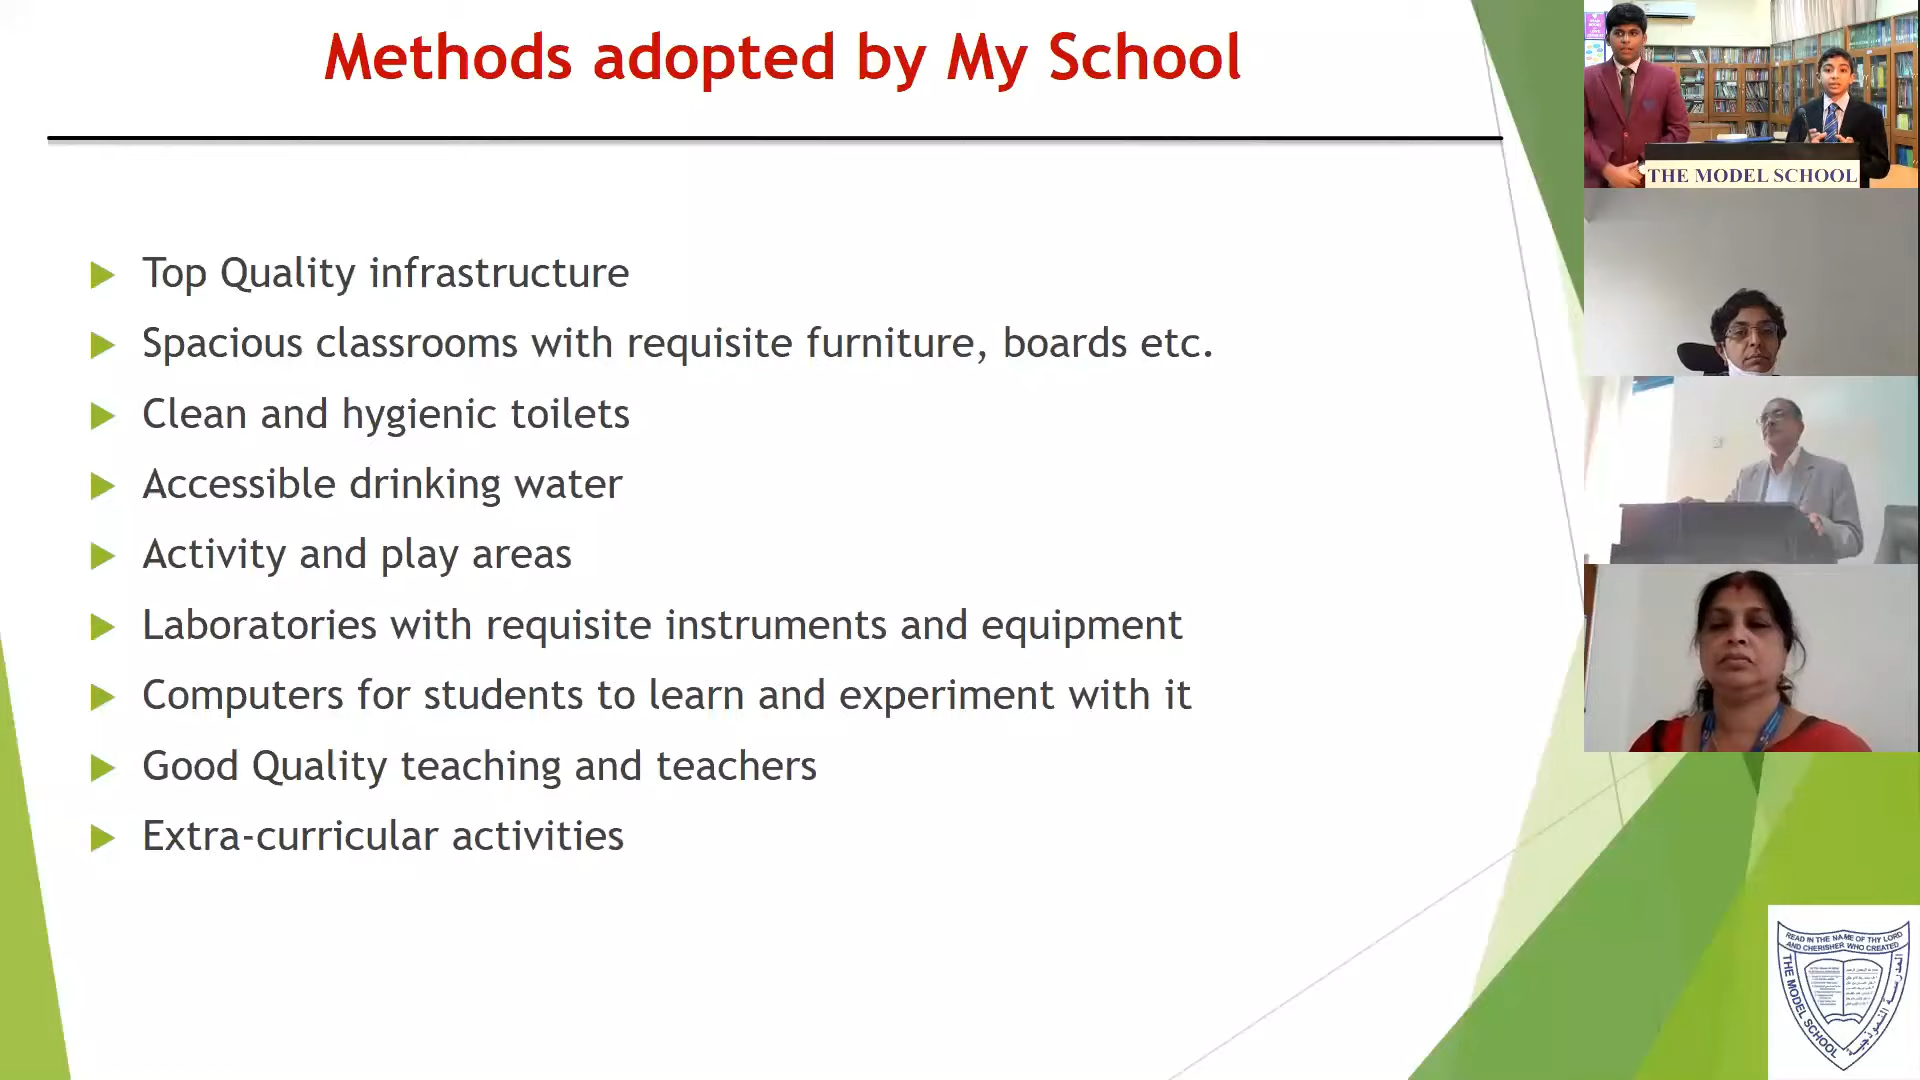 Methods adopted by My School
Top Quality infrastructure
Spacious classrooms with requisite furniture, boards etc.
Clean and hygienic toilets
Accessible drinking water
Activity and play areas
Laboratories with requisite instruments and equipment
Computers for students to learn and experiment with it
Good Quality teaching and teachers
Extra-curricular activities
THE MODEL SCHOOL
READ IN THE NAME OF THY LORD
AND CHERISHER WHO CREATED
THE MODEL SCHOOL
المدرسة النموذجية